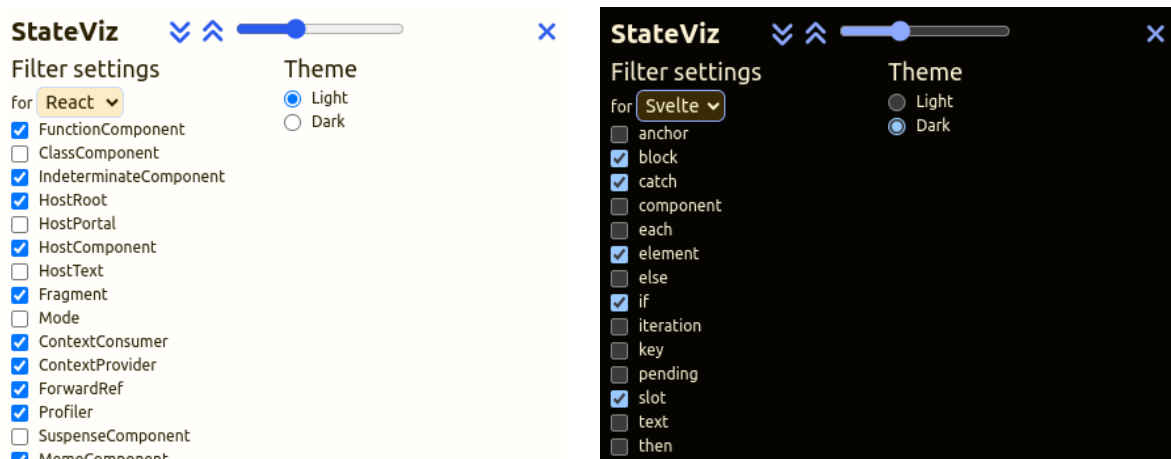 StateViz
Filter settings
for React
FunctionComponent
ClassComponent
IndeterminateComponent
HostRoot
HostPortal
HostComponent
HostText
Fragment
Mode
ContextConsumer
ContextProvider
ForwardRef
Profiler
SuspenseComponent
MemoComponent
Theme
Light
Dark
StateViz
Filter settings
for Svelte
anchor
block
catch
component
each
element
else
if
iteration
key
pending
slot
text
then
Theme
Light
Dark